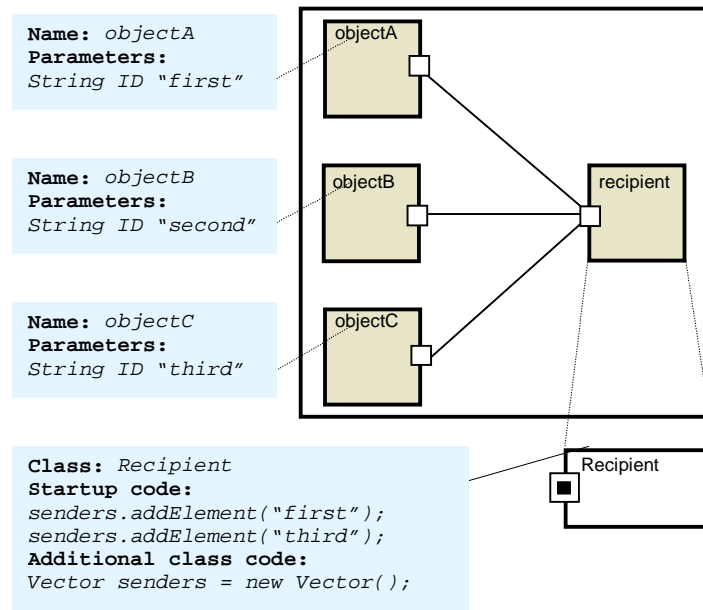 Name: objectA
Parameters:
String ID “first”
objectA
Name: objectB
Parameters:
String ID “second”
objectB
recipient
Name: objectC
Parameters:
String ID “third”
objectC
Class: Recipient
Startup code:
senders.addElement(“first”);
senders.addElement(“third”);
Additional class code:
Vector senders = new Vector();
Recipient